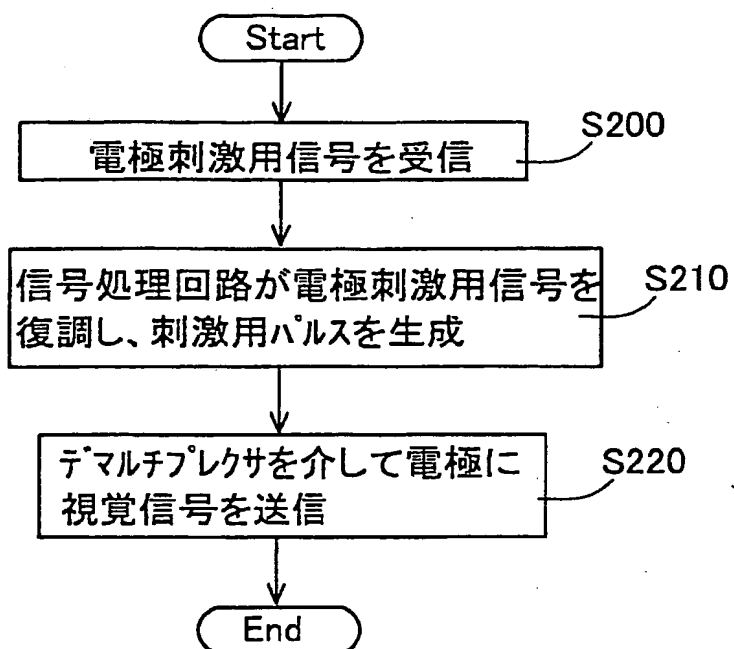 Start
電極刺激用信号を受信
S200
信号処理回路が電極刺激用信号を
復調し、刺激用パルスを生成
S210
デマルチプレクサを介して電極に
視覚信号を送信
S220
End